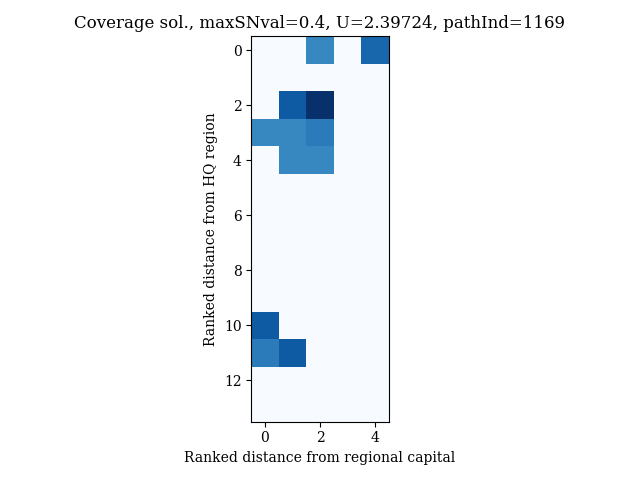 Coverage sol., maxSNval=0.4, U=2.39724, pathInd=1169
0
2
4
6
8
10
12
Ranked distance from HQ region
0 2 4
Ranked distance from regional capital